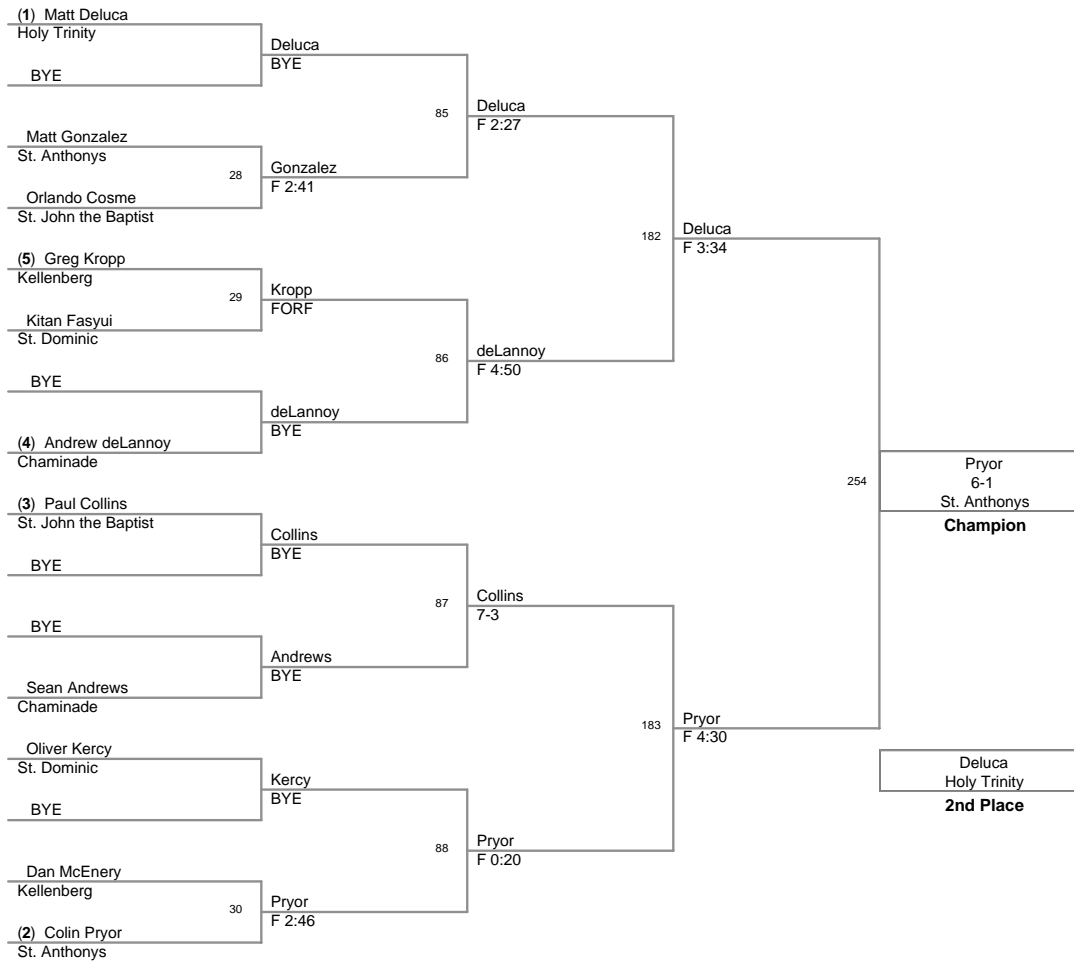 (1) Matt Deluca
Holy Trinity
BYE
Deluca
BYE
Matt Gonzalez
St. Anthonys
28
Orlando Cosme
St. John the Baptist
Gonzalez
F 2:41
85
Deluca
F 2:27
(5) Greg Kropp
Kellenberg
29
Kitan Fasyui
St. Dominic
Kropp
FORF
BYE
(4) Andrew deLannoy
Chaminade
deLannoy
BYE
86
deLannoy
F 4:50
182
Deluca
F 3:34
(3) Paul Collins
St. John the Baptist
BYE
Collins
BYE
BYE
Sean Andrews
Chaminade
Andrews
BYE
87
Collins
7-3
Oliver Kercy
St. Dominic
BYE
Kercy
BYE
Dan McEnery
Kellenberg
30
(2) Colin Pryor
St. Anthonys
Pryor
F 2:46
88
Pryor
F 0:20
183
Pryor
F 4:30
254
Pryor
6-1
St. Anthonys
Champion
Deluca
Holy Trinity
2nd Place